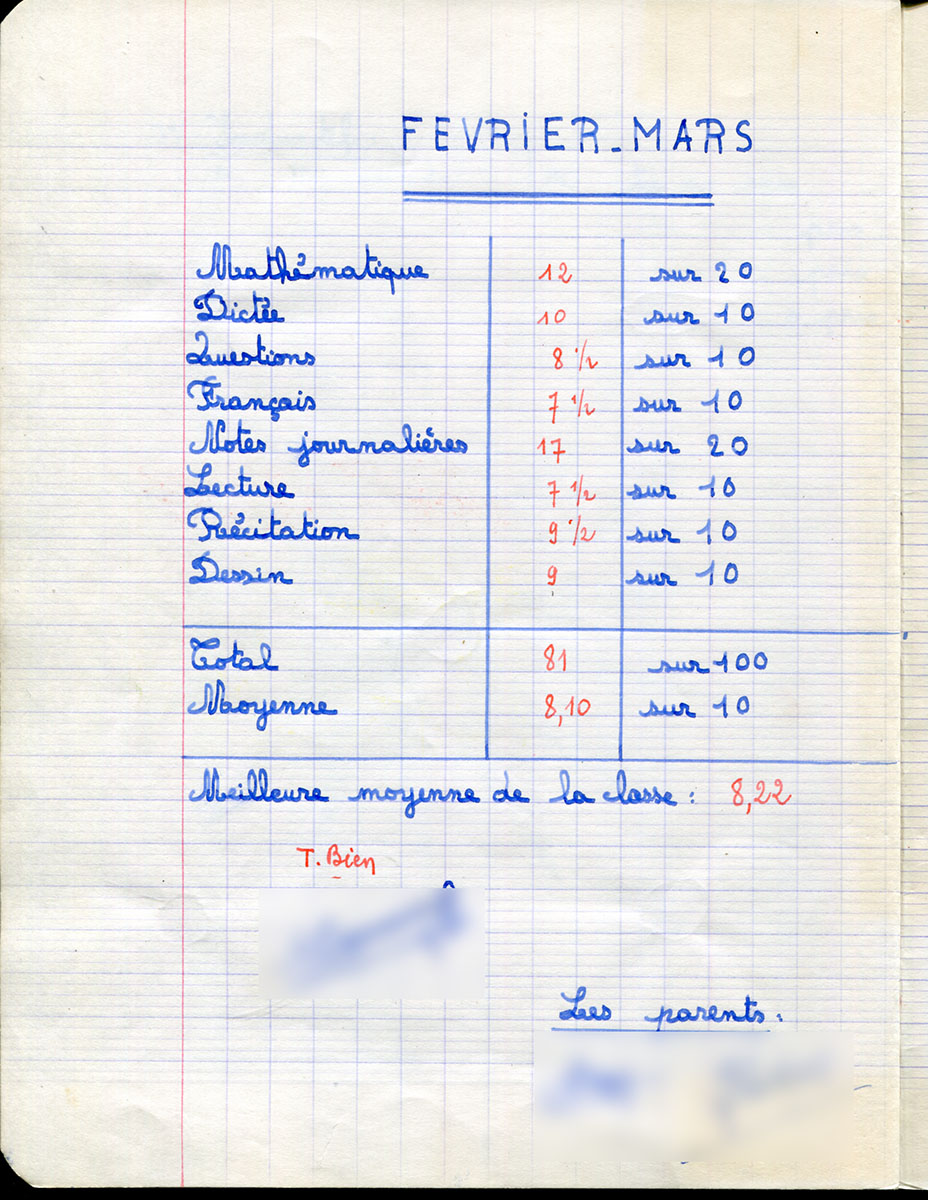 FEVRIER-MARS
Mathématique 12 sur 20
Dictée 10 sur 10
Questions 8 1/2 sur 10
Français 7 1/2 sur 10
Notes journalières 17 sur 20
Lecture 7 1/2 sur 10
Récitation 9 1/2 sur 10
Dessin 9 sur 10
Total 81 sur 100
Moyenne 8,10 sur 10
Meilleure moyenne de la classe : 8,22
T. Bien
Les parents :